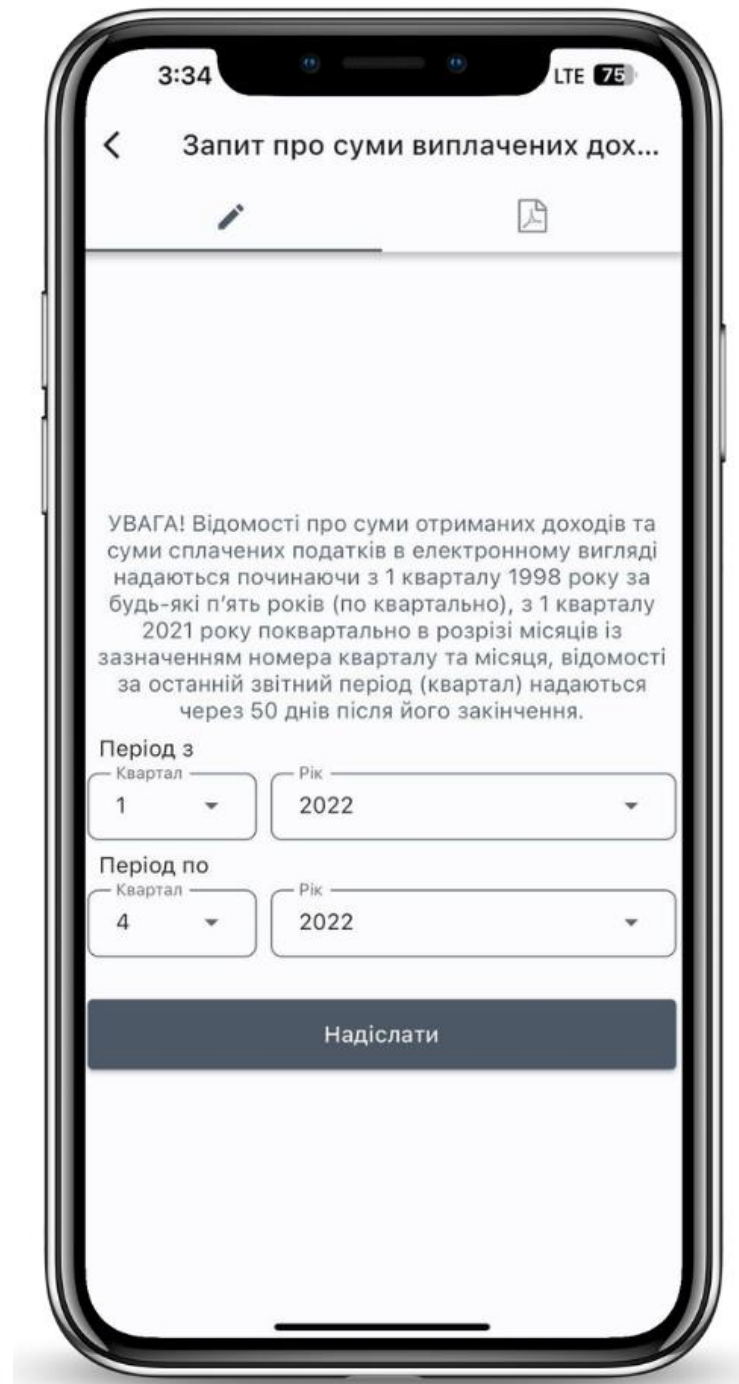 3:34
LTE 75
Запит про суми виплачених дох...
УВАГА! Відомості про суми отриманих доходів та
суми сплачених податків в електронному вигляді
надаються починаючи з 1 кварталу 1998 року за
будь-які п’ять років (по квартально), з 1 кварталу
2021 року поквартально в розрізі місяців із
зазначенням номера кварталу та місяця, відомості
за останній звітний період (квартал) надаються
через 50 днів після його закінчення.
Період з
Квартал Рік
1 2022
Період по
Квартал Рік
4 2022
Надіслати